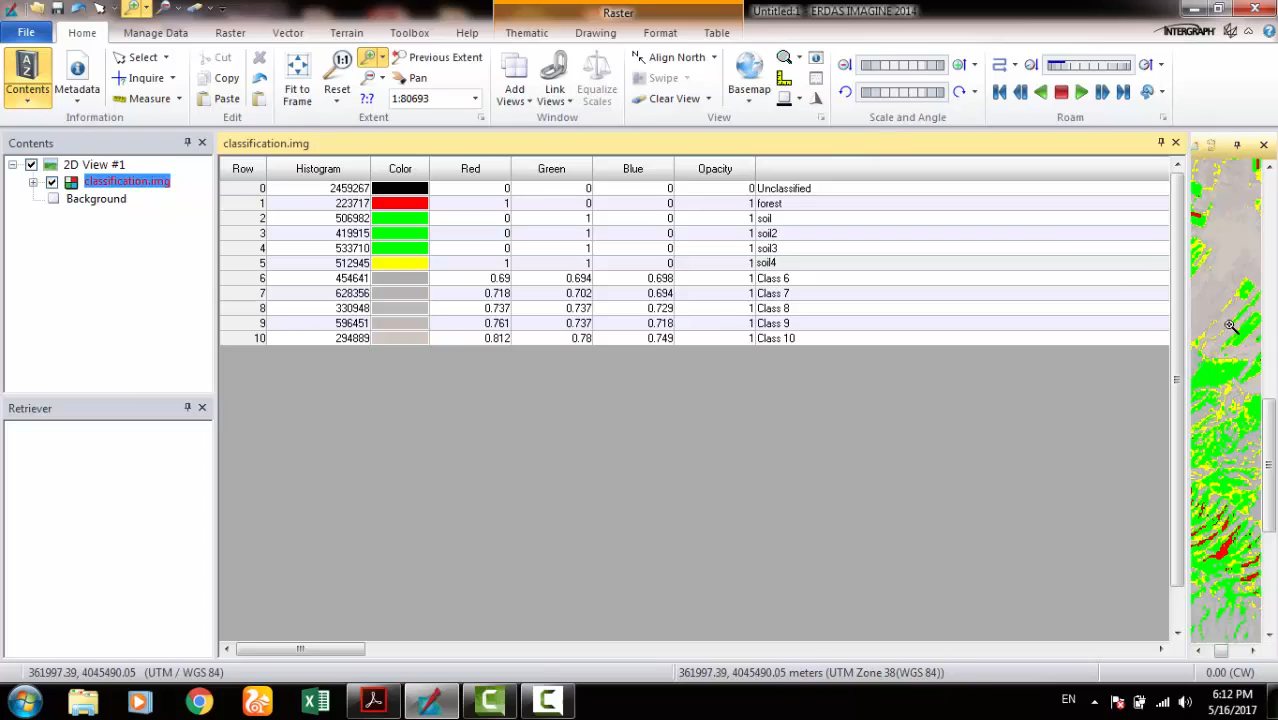 Raster
Untitled:1 - ERDAS IMAGINE 2014
File Home Manage Data Raster Vector Terrain Toolbox Help Thematic Drawing Format Table INTERGRAPH
Contents Metadata
Select
Inquire
Measure
Information
Cut
Copy
Paste
Edit
Fit to Frame
1:1
Reset
Previous Extent
Pan
1:80693
Extent
Add Views
Link Views
Equalize Scales
Window
Align North
Swipe
Clear View
Basemap
View
Scale and Angle
Roam
Contents
2D View #1
classification.img
Background
Retriever
classification.img
Row Histogram Color Red Green Blue Opacity
0 2459267 0 0 0 0 Unclassified
1 223717 1 0 0 1 forest
2 506982 0 1 0 1 soil
3 419915 0 1 0 1 soil2
4 533710 0 1 0 1 soil3
5 512945 1 1 0 1 soil4
6 454641 0.69 0.694 0.698 1 Class 6
7 628356 0.718 0.702 0.694 1 Class 7
8 330948 0.737 0.737 0.729 1 Class 8
9 596451 0.761 0.737 0.718 1 Class 9
10 294889 0.812 0.78 0.749 1 Class 10
361997.39, 4045490.05 (UTM / WGS 84)
361997.39, 4045490.05 meters (UTM Zone 38(WGS 84))
0.00 (CW)
EN
6:12 PM
5/16/2017